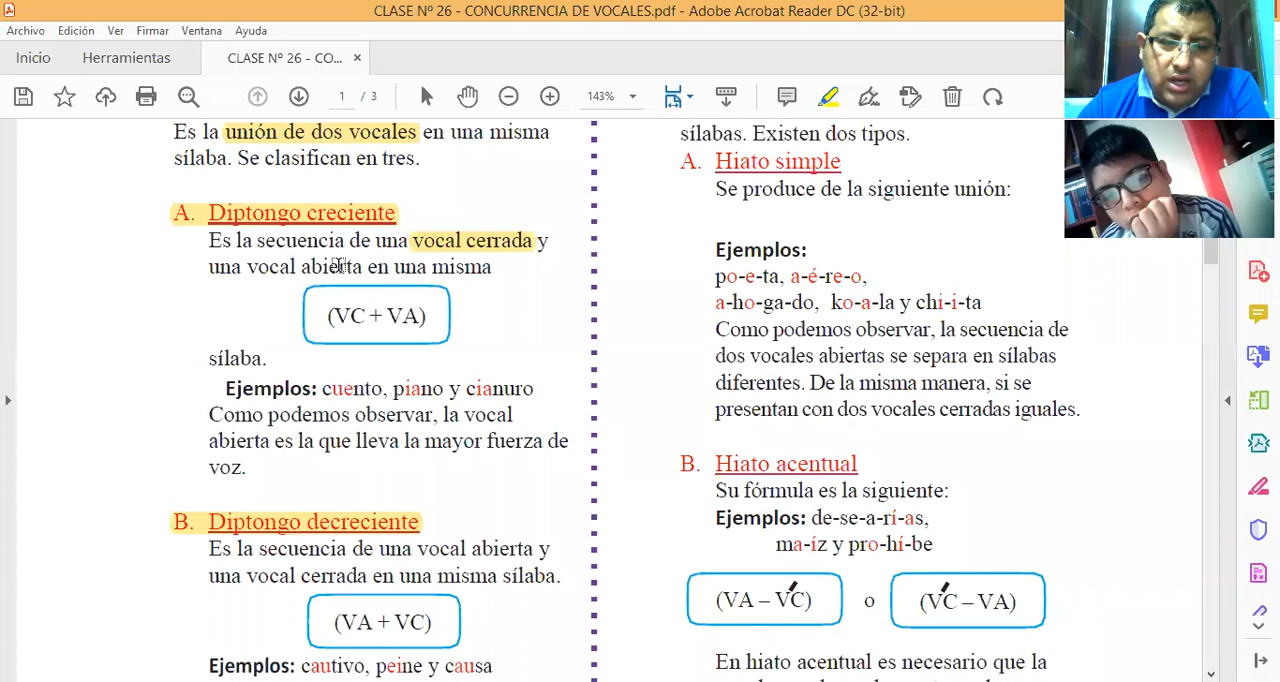 CLASE Nº 26 - CONCURRENCIA DE VOCALES.pdf - Adobe Acrobat Reader DC (32-bit)
Archivo Edición Ver Firmar Ventana Ayuda
Inicio Herramientas CLASE Nº 26 - CO... ×
1 / 3 143%
Es la unión de dos vocales en una misma
sílaba. Se clasifican en tres.
A. Diptongo creciente
Es la secuencia de una vocal cerrada y
una vocal abierta en una misma
(VC + VA)
sílaba.
Ejemplos: cuento, piano y cianuro
Como podemos observar, la vocal
abierta es la que lleva la mayor fuerza de
voz.
B. Diptongo decreciente
Es la secuencia de una vocal abierta y
una vocal cerrada en una misma sílaba.
(VA + VC)
Ejemplos: cautivo, peine y causa
sílabas. Existen dos tipos.
A. Hiato simple
Se produce de la siguiente unión:
Ejemplos:
po-e-ta, a-é-re-o,
a-ho-ga-do, ko-a-la y chi-i-ta
Como podemos observar, la secuencia de
dos vocales abiertas se separa en sílabas
diferentes. De la misma manera, si se
presentan con dos vocales cerradas iguales.
B. Hiato acentual
Su fórmula es la siguiente:
Ejemplos: de-se-a-rí-as,
ma-íz y pro-hí-be
(VA – V́C) o (V́C – VA)
En hiato acentual es necesario que la